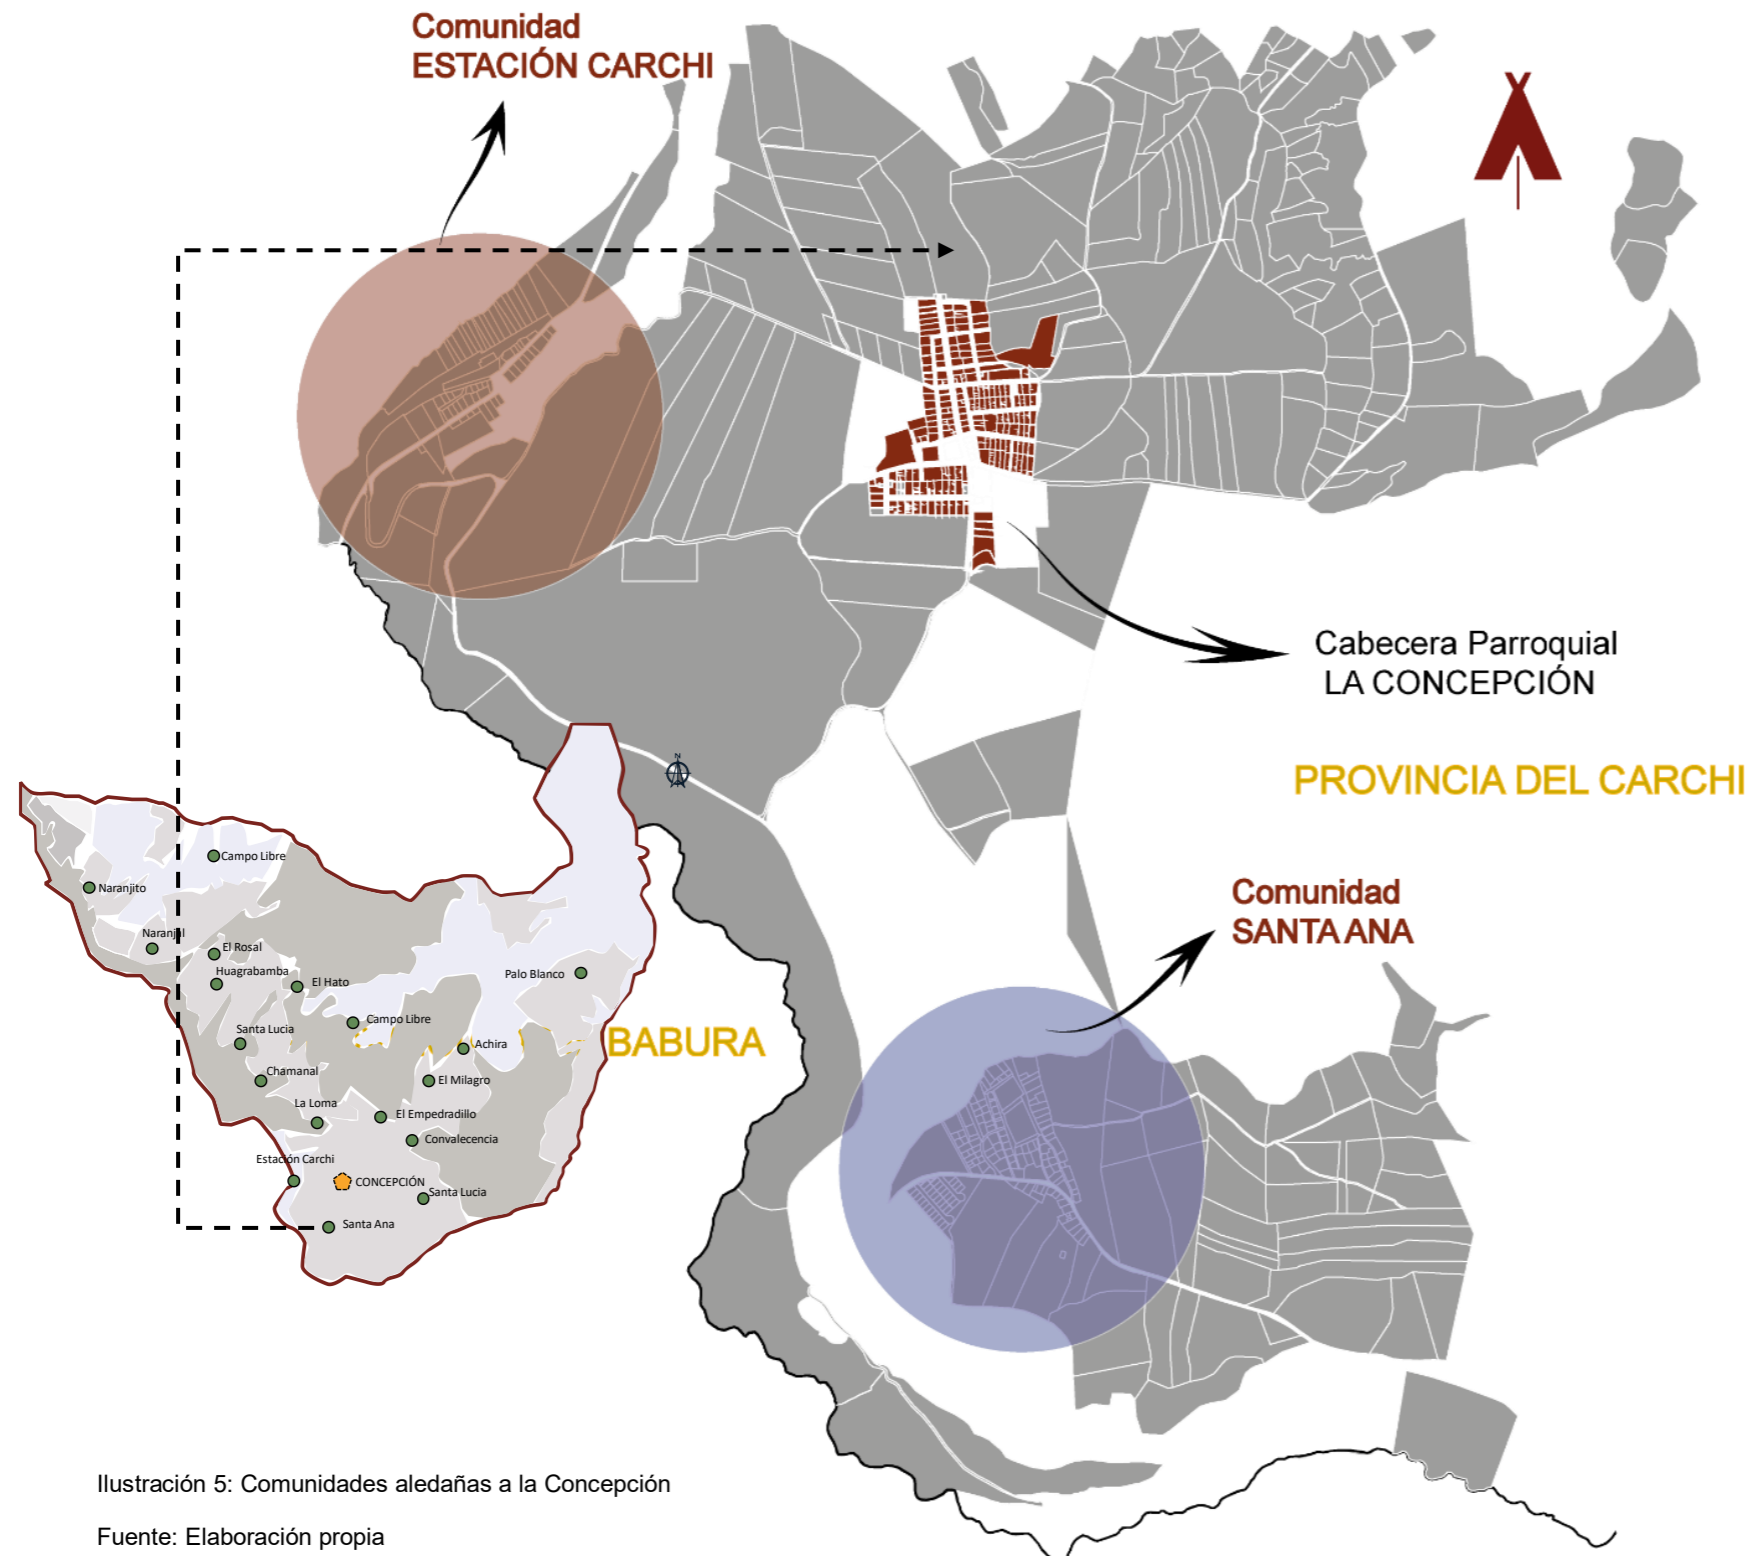 Comunidad
ESTACIÓN CARCHI
Cabecera Parroquial
LA CONCEPCIÓN
PROVINCIA DEL CARCHI
N
Comunidad
SANTA ANA
BABURA
Campo Libre
Naranjito
Naranjal
El Rosal
Huagrabamba
El Hato
Palo Blanco
Campo Libre
Santa Lucia
Achira
Chamanal
El Milagro
La Loma
El Empedradillo
Convalecencia
Estación Carchi
CONCEPCIÓN
Santa Lucia
Santa Ana
Ilustración 5: Comunidades aledañas a la Concepción
Fuente: Elaboración propia